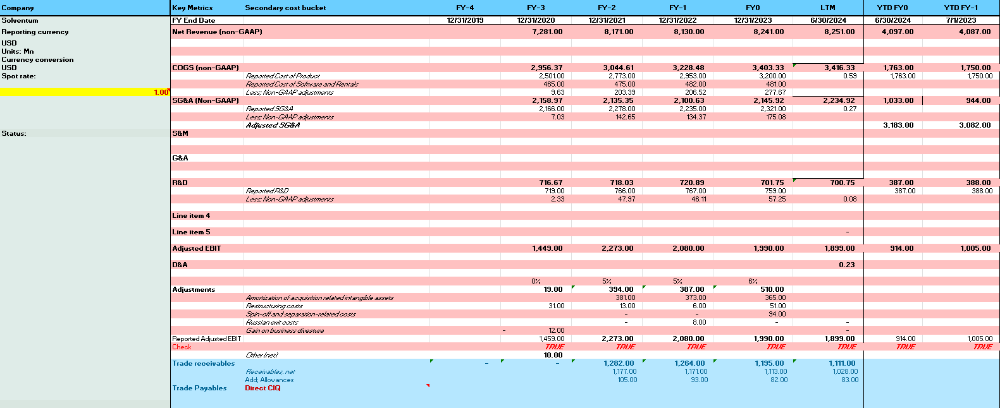 Company Key Metrics Secondary cost bucket FY-4 FY-3 FY-2 FY-1 FY0 LTM YTD FY0 YTD FY-1
Solventum FY End Date 12/31/2019 12/31/2020 12/31/2021 12/31/2022 12/31/2023 6/30/2024 6/30/2024 7/1/2023
Reporting currency Net Revenue (non-GAAP) 7,281.00 8,171.00 8,130.00 8,241.00 8,251.00 4,097.00 4,087.00
USD
Units: Mn
Currency conversion
USD COGS (non-GAAP) 2,956.37 3,044.61 3,228.48 3,403.33 3,416.33 1,763.00 1,750.00
Spot rate: Reported Cost of Product 2,501.00 2,773.00 2,953.00 3,200.00 0.59 1,763.00 1,750.00
Reported Cost of Software and Rentals 465.00 475.00 482.00 481.00
1.00 Less; Non-GAAP adjustments 9.63 203.39 206.52 277.67
SG&A (Non-GAAP) 2,158.97 2,135.35 2,100.63 2,145.92 2,234.92 1,033.00 944.00
Reported SG&A 2,166.00 2,278.00 2,235.00 2,321.00 0.27
Less; Non-GAAP adjustments 7.03 142.65 134.37 175.08
Adjusted SG&A 3,183.00 3,082.00
Status: S&M
G&A
R&D 716.67 718.03 720.89 701.75 700.75 387.00 388.00
Reported R&D 719.00 766.00 767.00 759.00 387.00 388.00
Less; Non-GAAP adjustments 2.33 47.97 46.11 57.25 0.08
Line item 4
Line item 5 -
Adjusted EBIT 1,449.00 2,273.00 2,080.00 1,990.00 1,899.00 914.00 1,005.00
D&A 0.23
0% 5% 5% 6%
Adjustments 19.00 394.00 387.00 510.00
Amortization of acquisition related intangible assets 381.00 373.00 365.00
Restructuring costs 31.00 13.00 6.00 51.00
Spin-off and separation-related costs - - 94.00
Russian exit costs - 8.00 - -
Gain on business divesture - 12.00 -
Reported Adjusted EBIT 1,459.00 2,273.00 2,080.00 1,990.00 1,899.00 914.00 1,005.00
Check TRUE TRUE TRUE TRUE TRUE TRUE TRUE
Other (net) 10.00
Trade receivables - - 1,282.00 1,264.00 1,195.00 1,111.00
Receivables, net 1,177.00 1,171.00 1,113.00 1,028.00
Add; Allowances 105.00 93.00 82.00 83.00
Trade Payables Direct CIQ